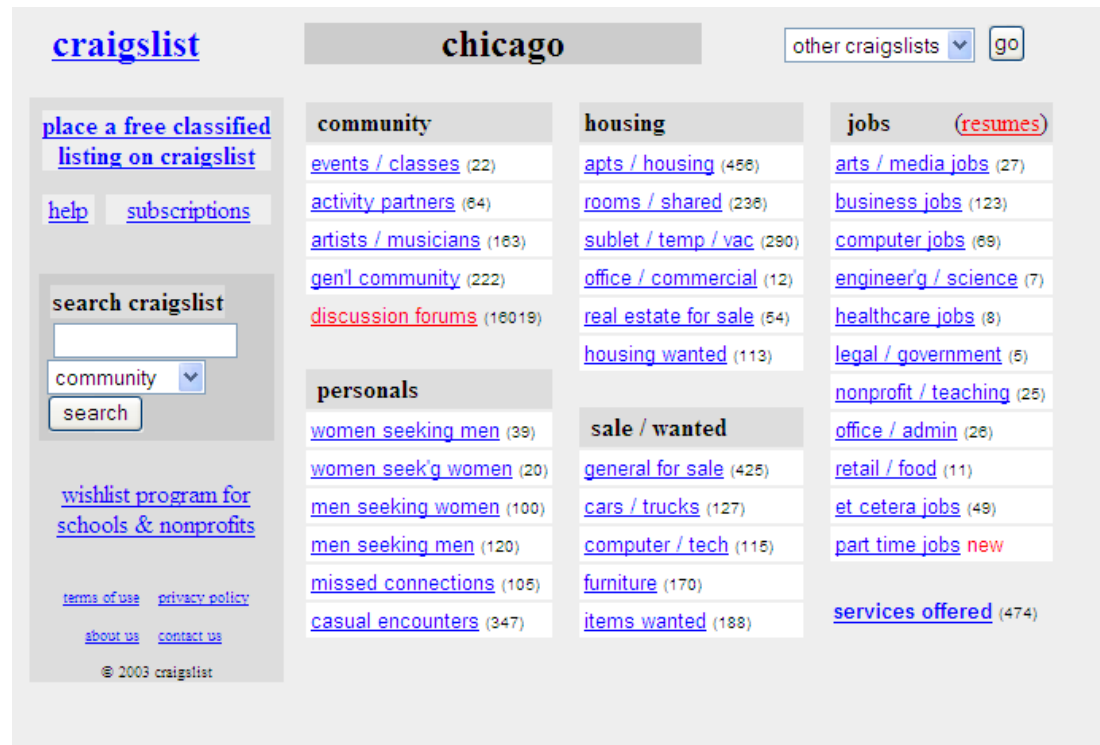 craigslist
chicago
other craigslists
go
place a free classified
listing on craigslist
help
subscriptions
search craigslist
community
search
wishlist program for
schools & nonprofits
terms of use
privacy policy
about us
contact us
© 2003 craigslist
community
events / classes (22)
activity partners (64)
artists / musicians (163)
gen'l community (222)
discussion forums (16019)
personals
women seeking men (39)
women seek'g women (20)
men seeking women (100)
men seeking men (120)
missed connections (105)
casual encounters (347)
housing
apts / housing (456)
rooms / shared (236)
sublet / temp / vac (290)
office / commercial (12)
real estate for sale (54)
housing wanted (113)
sale / wanted
general for sale (425)
cars / trucks (127)
computer / tech (115)
furniture (170)
items wanted (188)
jobs (resumes)
arts / media jobs (27)
business jobs (123)
computer jobs (69)
engineer'g / science (7)
healthcare jobs (8)
legal / government (5)
nonprofit / teaching (25)
office / admin (26)
retail / food (11)
et cetera jobs (49)
part time jobs new
services offered (474)